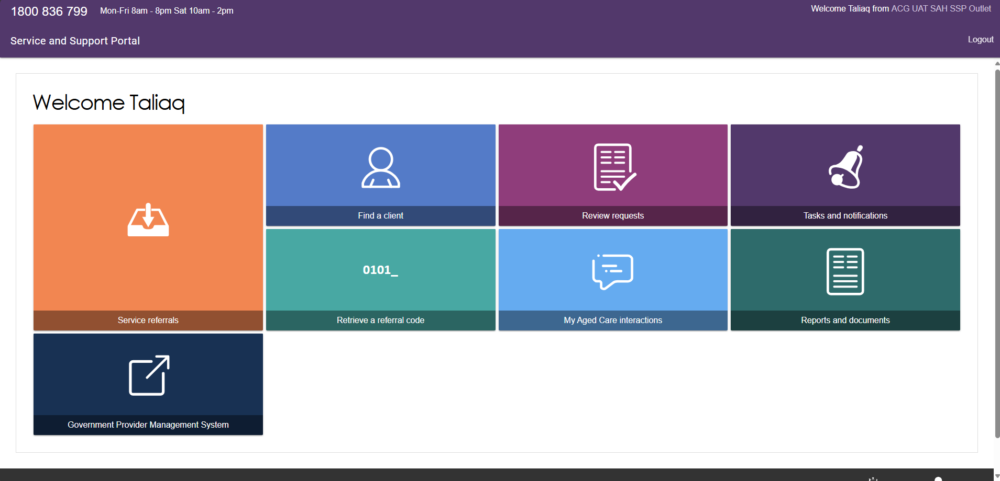 1800 836 799 Mon-Fri 8am - 8pm Sat 10am - 2pm
Welcome Taliaq from ACG UAT SAH SSP Outlet
Service and Support Portal
Logout
Welcome Taliaq
Find a client
Review requests
Tasks and notifications
0101_
Service referrals
Retrieve a referral code
My Aged Care interactions
Reports and documents
Government Provider Management System